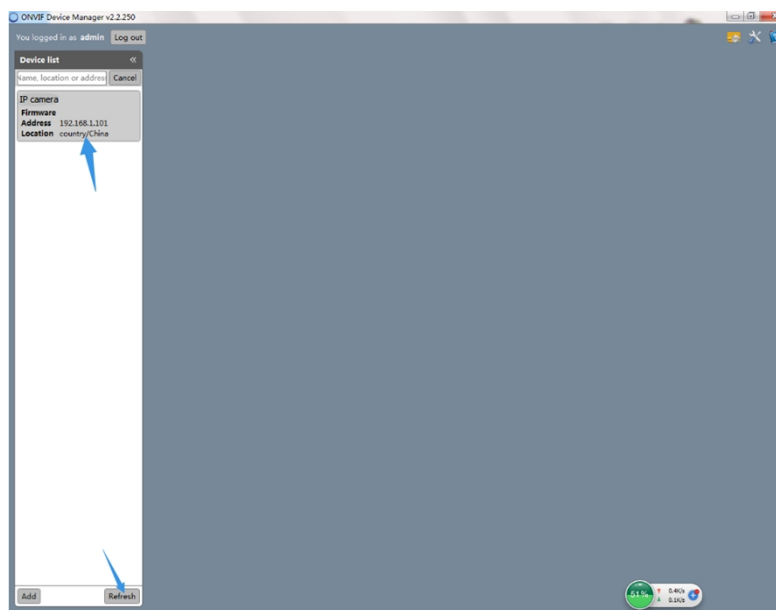 ONVIF Device Manager v2.2.250
You logged in as admin Log out
Device list «
Name, location or addres Cancel
IP camera
Firmware
Address 192.168.1.101
Location country/China
Add Refresh
51% 0.4K/s
0.1K/s